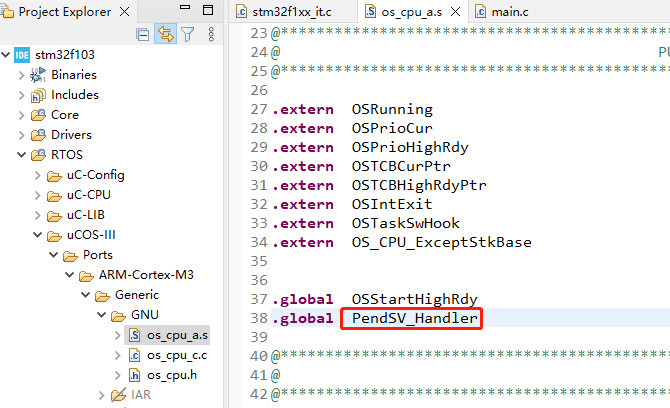 Project Explorer
stm32f103
Binaries
Includes
Core
Drivers
RTOS
uC-Config
uC-CPU
uC-LIB
uCOS-III
Ports
ARM-Cortex-M3
Generic
GNU
os_cpu_a.s
os_cpu_c.c
os_cpu.h
IAR
stm32f1xx_it.c
os_cpu_a.s
main.c
23 @**********************************************
24 @ PU
25 @**********************************************
26
27 .extern OSRunning
28 .extern OSPrioCur
29 .extern OSPrioHighRdy
30 .extern OSTCBCurPtr
31 .extern OSTCBHighRdyPtr
32 .extern OSIntExit
33 .extern OSTaskSwHook
34 .extern OS_CPU_ExceptStkBase
35
36
37 .global OSStartHighRdy
38 .global PendSV_Handler
39
40 @**********************************************
41 @
42 @**********************************************